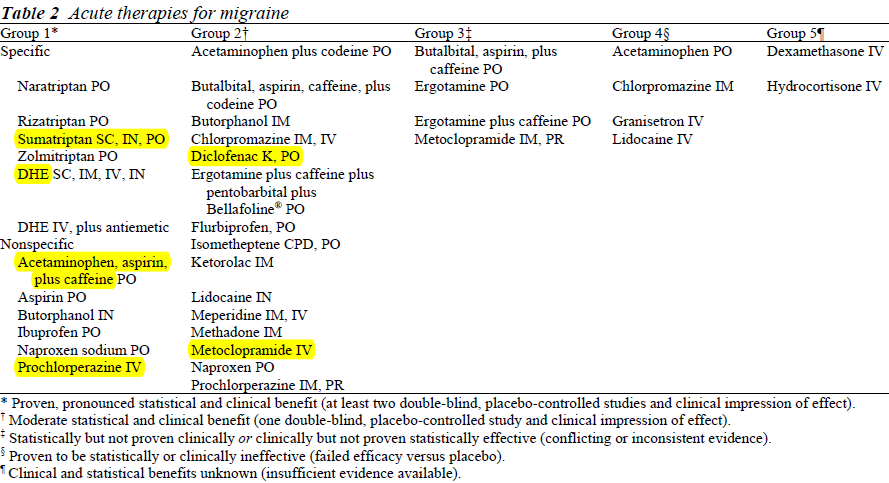 Table 2 Acute therapies for migraine
Group 1* Group 2† Group 3‡ Group 4§ Group 5¶
Specific Acetaminophen plus codeine PO Butalbital, aspirin, plus Acetaminophen PO Dexamethasone IV
caffeine PO
Naratriptan PO Butalbital, aspirin, caffeine, plus Ergotamine PO Chlorpromazine IM Hydrocortisone IV
codeine PO
Rizatriptan PO Butorphanol IM Ergotamine plus caffeine PO Granisetron IV
Sumatriptan SC, IN, PO Chlorpromazine IM, IV Metoclopramide IM, PR Lidocaine IV
Zolmitriptan PO Diclofenac K, PO
DHE SC, IM, IV, IN Ergotamine plus caffeine plus
pentobarbital plus
Bellafoline® PO
DHE IV, plus antiemetic Flurbiprofen, PO
Nonspecific Isometheptene CPD, PO
Acetaminophen, aspirin, Ketorolac IM
plus caffeine PO
Aspirin PO Lidocaine IN
Butorphanol IN Meperidine IM, IV
Ibuprofen PO Methadone IM
Naproxen sodium PO Metoclopramide IV
Prochlorperazine IV Naproxen PO
Prochlorperazine IM, PR
* Proven, pronounced statistical and clinical benefit (at least two double-blind, placebo-controlled studies and clinical impression of effect).
† Moderate statistical and clinical benefit (one double-blind, placebo-controlled study and clinical impression of effect).
‡ Statistically but not proven clinically or clinically but not proven statistically effective (conflicting or inconsistent evidence).
§ Proven to be statistically or clinically ineffective (failed efficacy versus placebo).
¶ Clinical and statistical benefits unknown (insufficient evidence available).